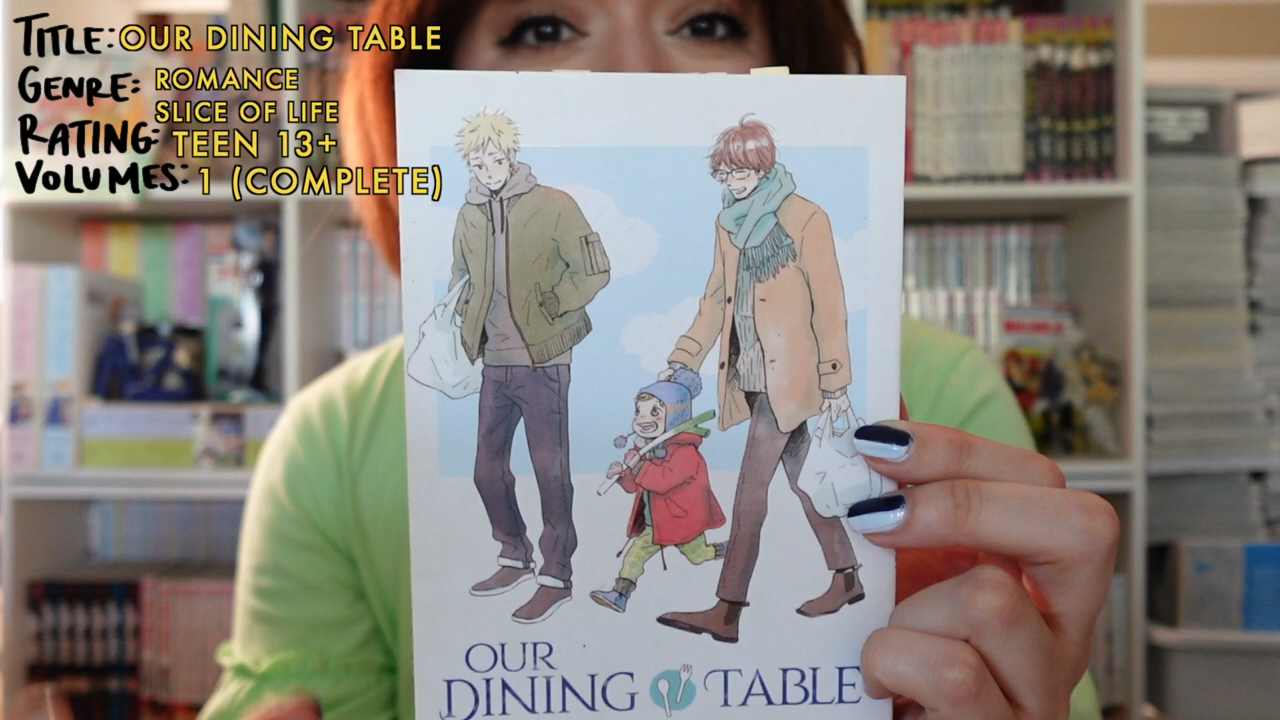 TITLE: OUR DINING TABLE
GENRE: ROMANCE
SLICE OF LIFE
RATING: TEEN 13+
VOLUMES: 1 (COMPLETE)
OUR
DINING TABLE